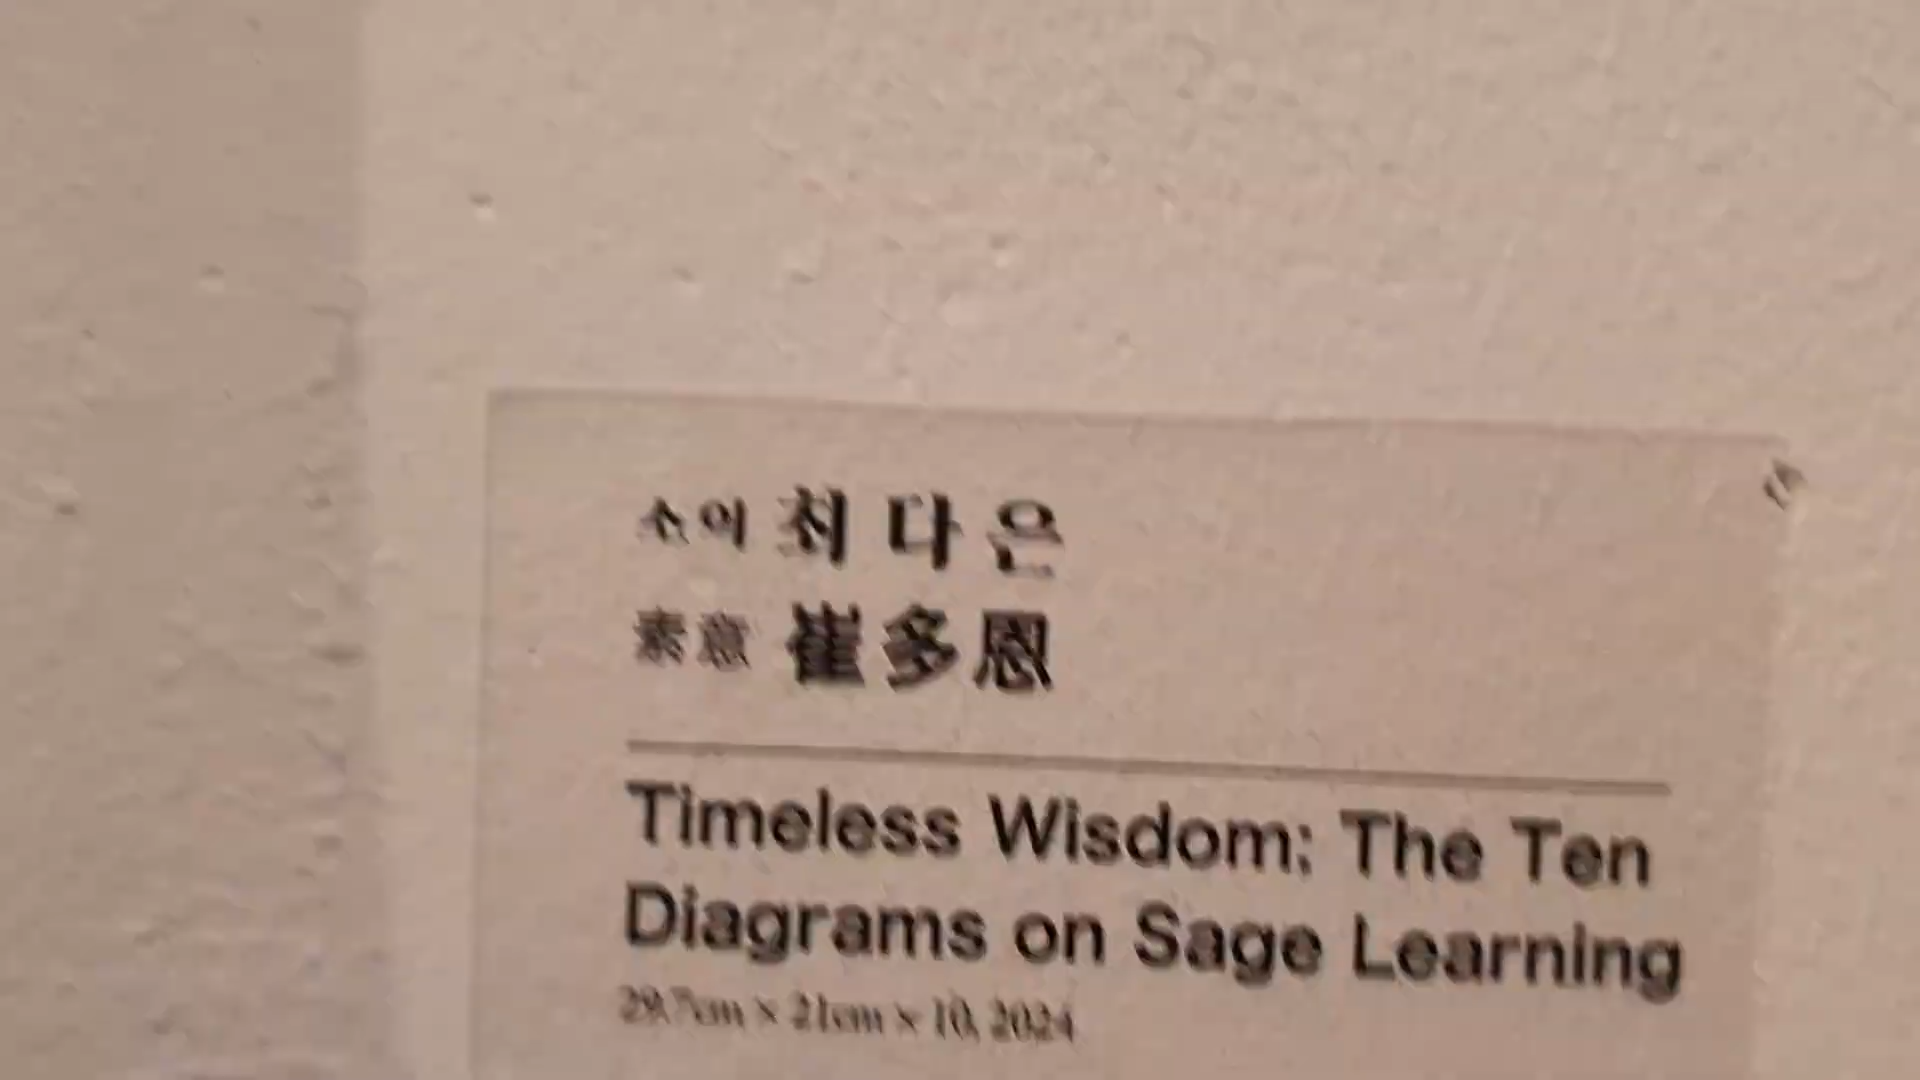 소의 최다은
素意 崔多恩
Timeless Wisdom: The Ten
Diagrams on Sage Learning
29.7cm × 21cm × 10, 2024